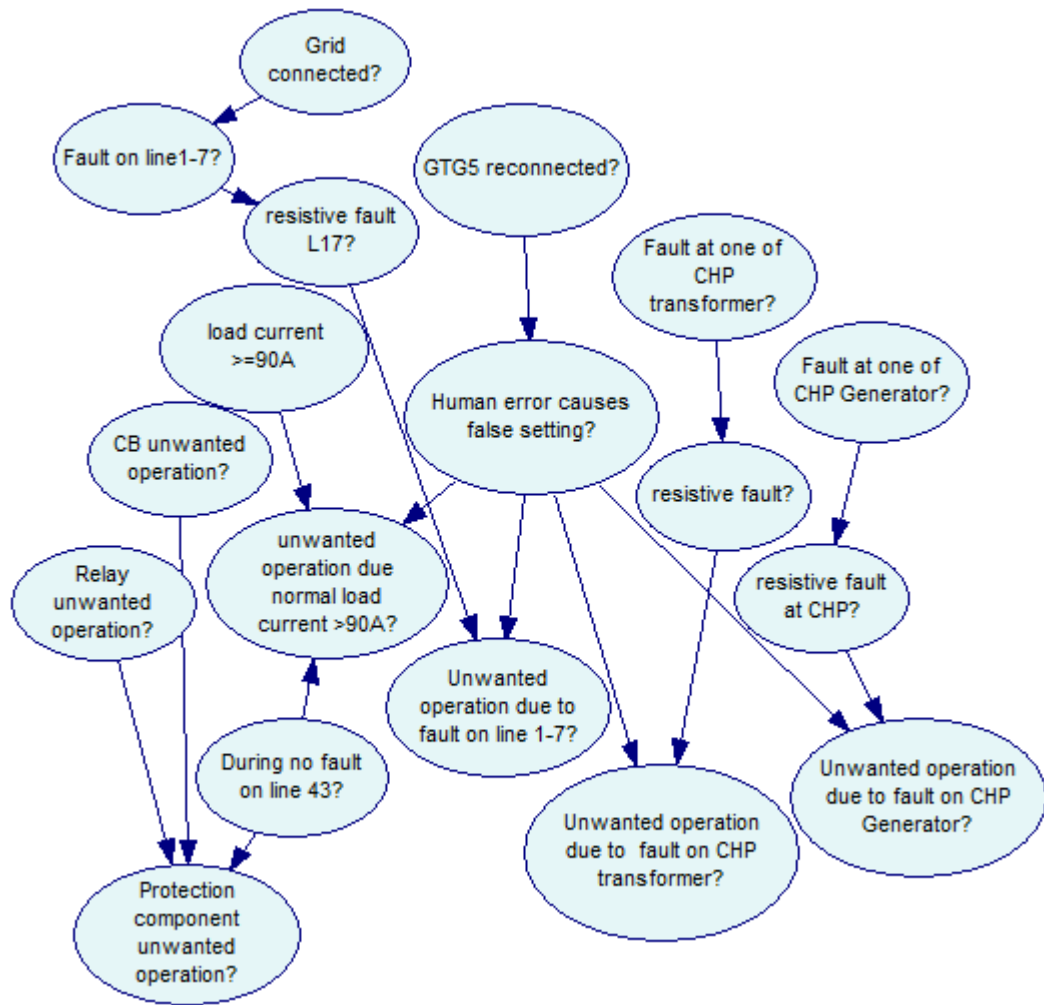 Grid
connected?
Fault on line1-7?
GTG5 reconnected?
resistive fault
L17?
Fault at one of
CHP
transformer?
load current
>=90A
Fault at one of
CHP Generator?
Human error causes
false setting?
CB unwanted
operation?
resistive fault?
unwanted
operation due
normal load
current >90A?
Relay
unwanted
operation?
resistive fault
at CHP?
Unwanted
operation due to
fault on line 1-7?
During no fault
on line 43?
Unwanted operation
due to fault on CHP
Generator?
Unwanted operation
due to  fault on CHP
transformer?
Protection
component
unwanted
operation?